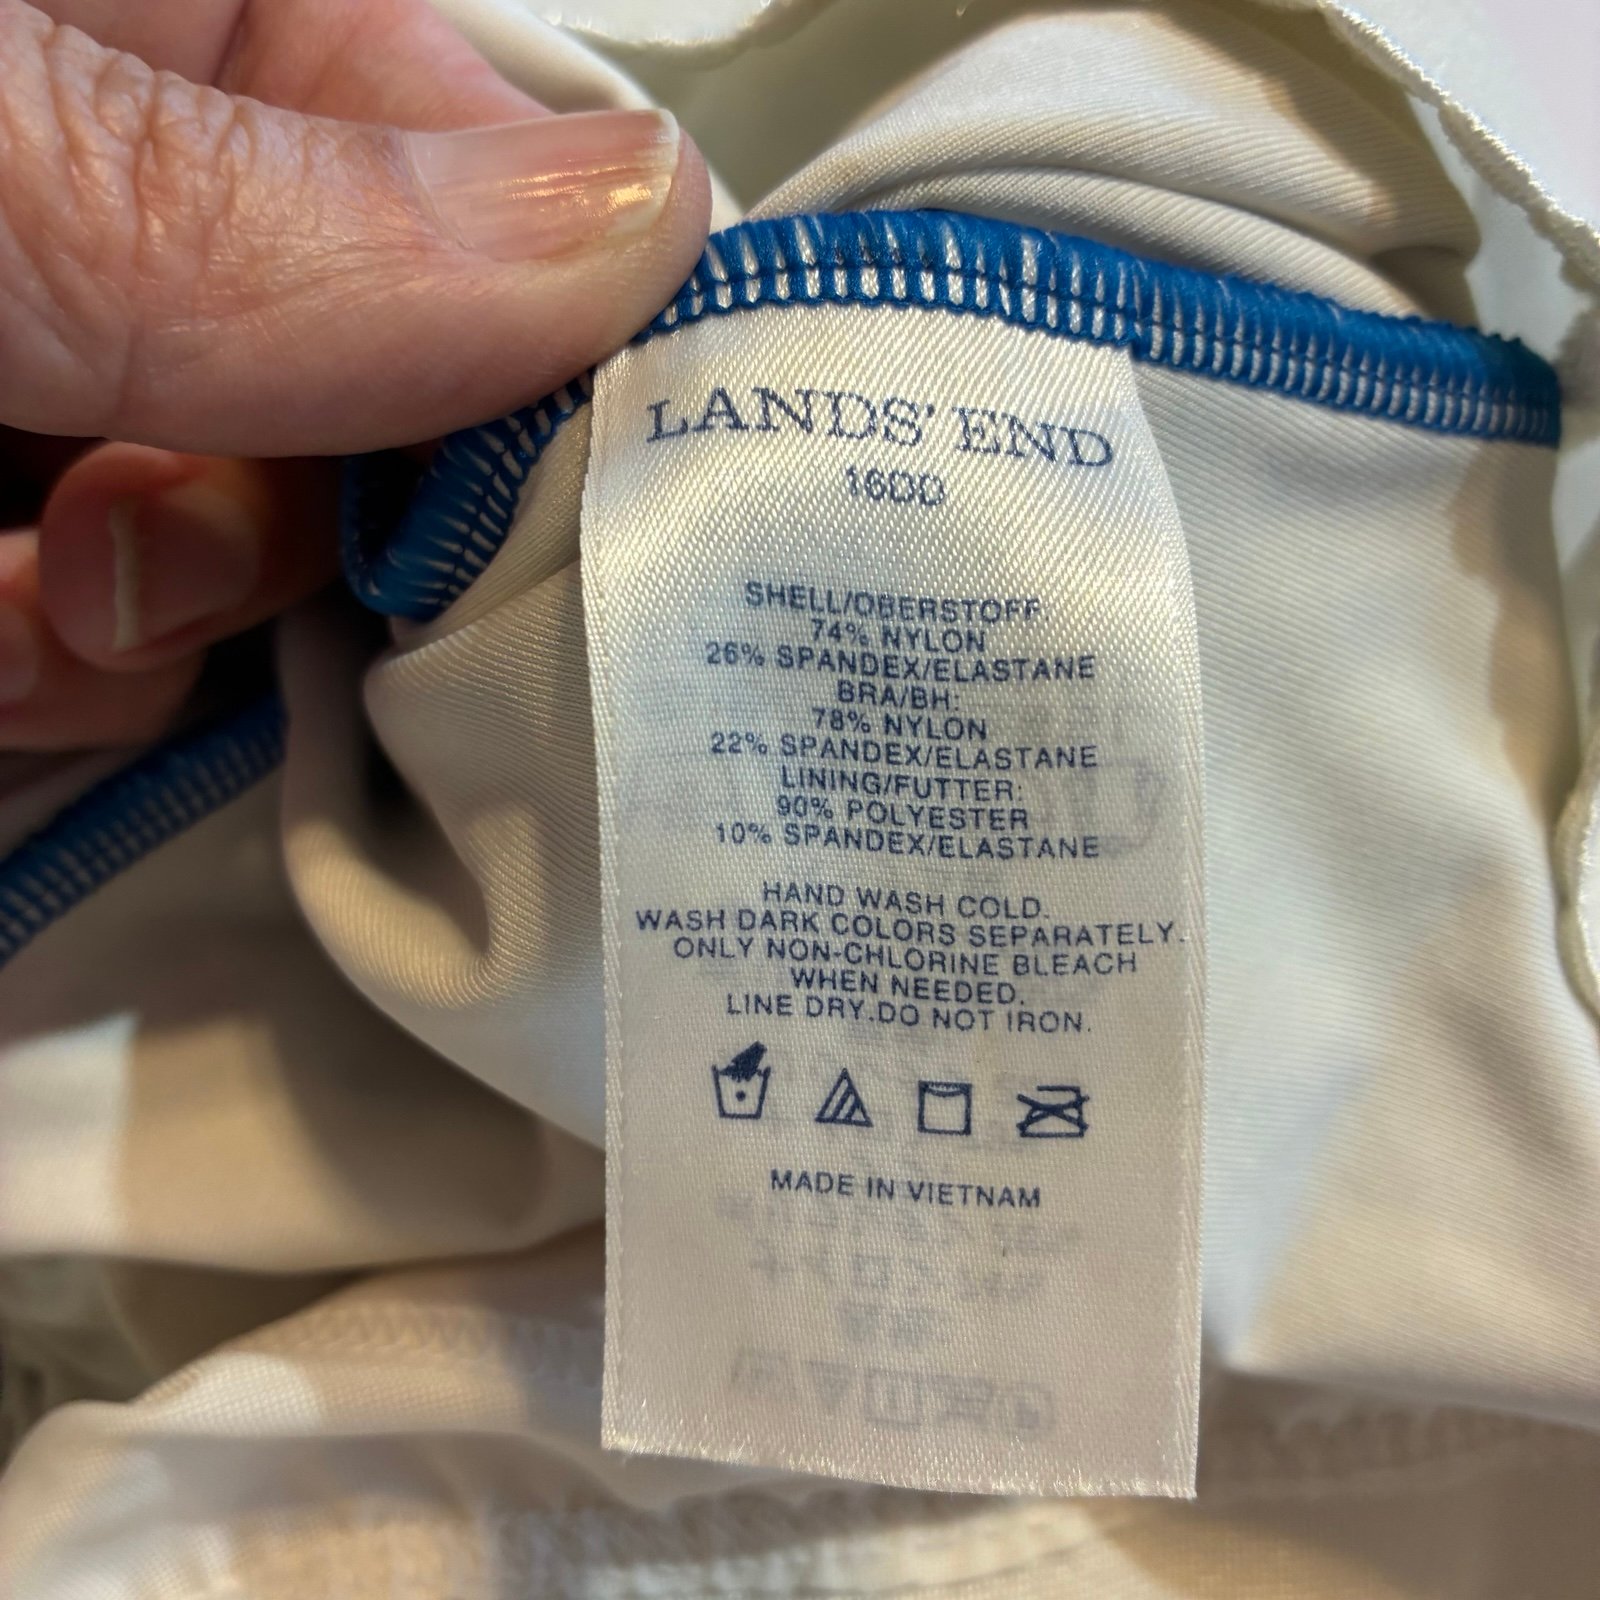 LANDS' END
16DD
SHELL/OBERSTOFF
74% NYLON
26% SPANDEX/ELASTANE
BRA/BH:
78% NYLON
22% SPANDEX/ELASTANE
LINING/FUTTER:
90% POLYESTER
10% SPANDEX/ELASTANE
HAND WASH COLD.
WASH DARK COLORS SEPARATELY.
ONLY NON-CHLORINE BLEACH
WHEN NEEDED.
LINE DRY.DO NOT IRON.
MADE IN VIETNAM